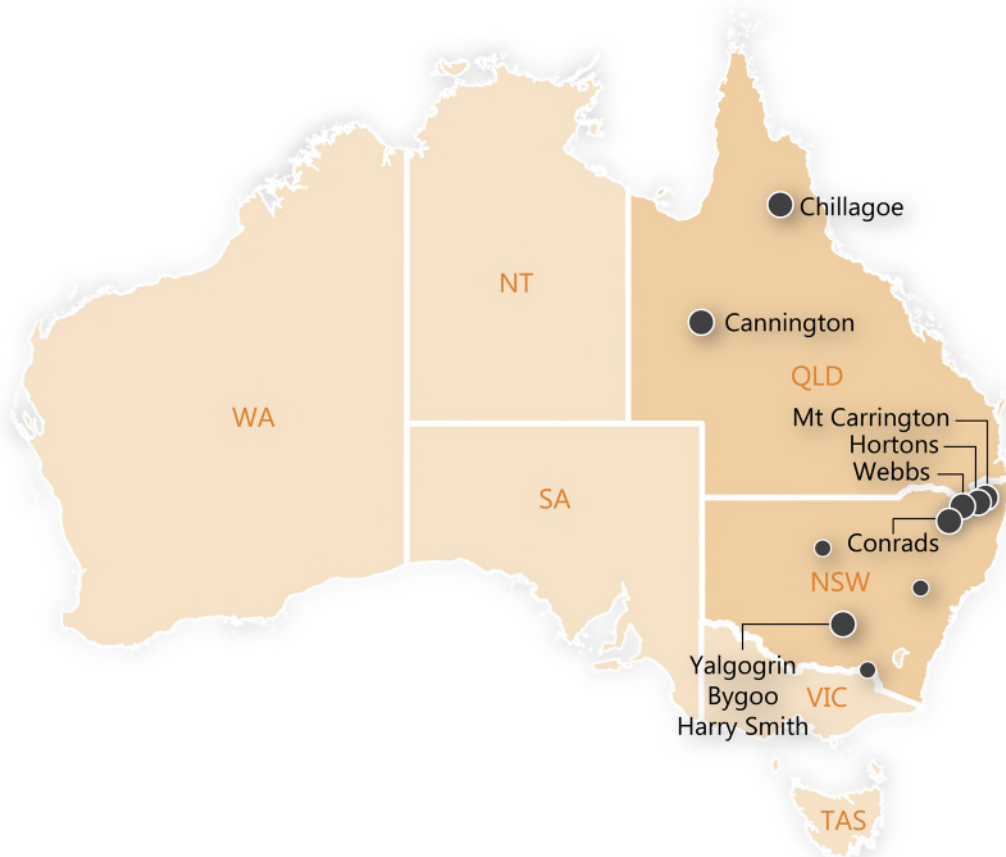 Chillagoe
NT
Cannington
QLD
WA
Mt Carrington
Hortons
Webbs
SA
Conrads
NSW
Yalgogrin
Bygoo
Harry Smith
VIC
TAS